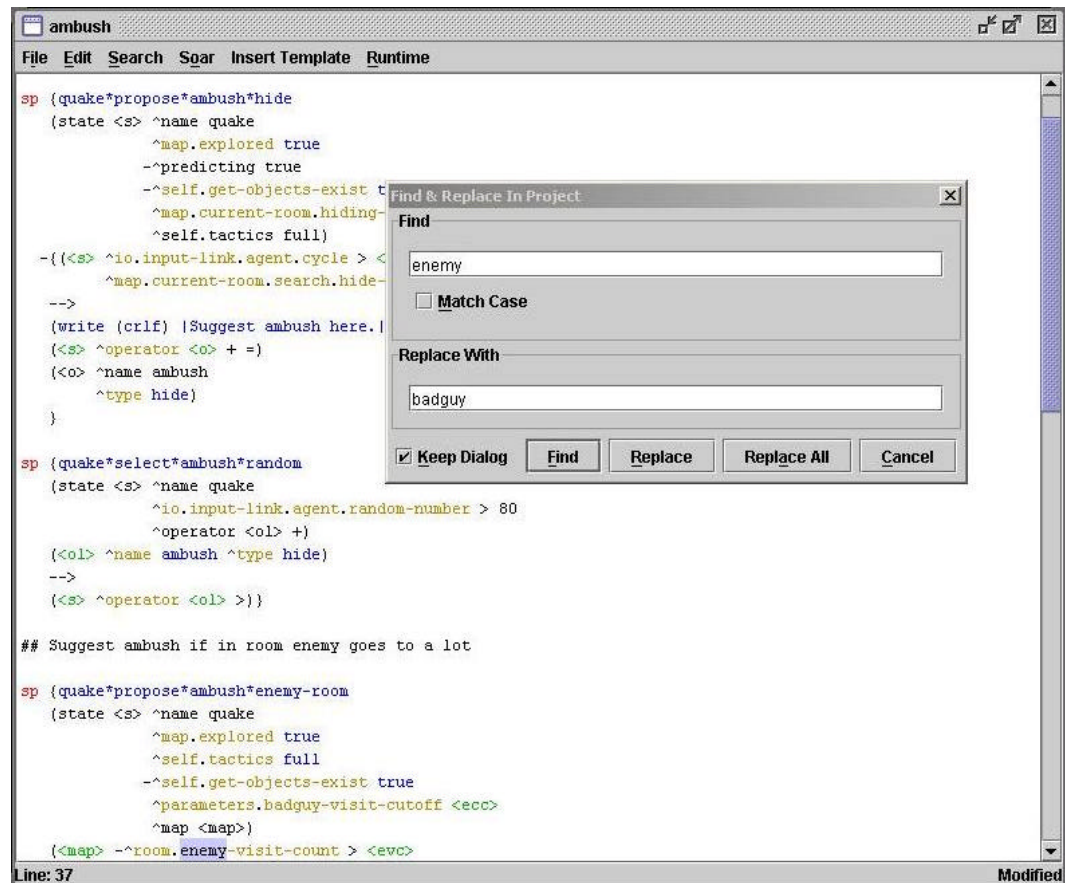 ambush
File Edit Search Soar Insert Template Runtime
sp {quake*propose*ambush*hide
(state <s> ^name quake
^map.explored true
-^predicting true
-^self.get-objects-exist t
^map.current-room.hiding-
^self.tactics full)
-{(<s> ^io.input-link.agent.cycle > <
^map.current-room.search.hide-
-->
(write (crlf) |Suggest ambush here.|
(<s> ^operator <o> + =)
(<o> ^name ambush
^type hide)
}
sp {quake*select*ambush*random
(state <s> ^name quake
^io.input-link.agent.random-number > 80
^operator <ol> +)
(<ol> ^name ambush ^type hide)
-->
(<s> ^operator <ol> >)}
## Suggest ambush if in room enemy goes to a lot
sp {quake*propose*ambush*enemy-room
(state <s> ^name quake
^map.explored true
^self.tactics full
-^self.get-objects-exist true
^parameters.badguy-visit-cutoff <ecc>
^map <map>)
(<map> -^room.enemy-visit-count > <evc>
Line: 37 Modified
Find & Replace In Project
Find
enemy
Match Case
Replace With
badguy
Keep Dialog Find Replace Replace All Cancel